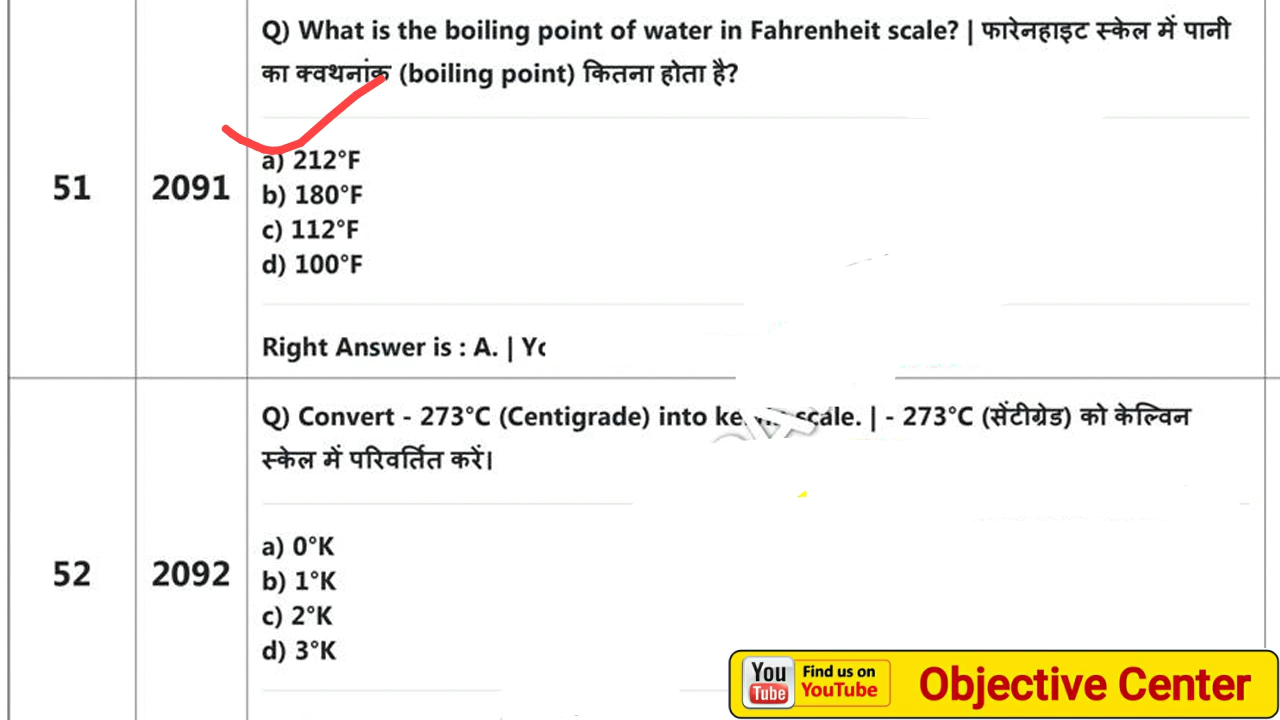 Q) What is the boiling point of water in Fahrenheit scale? | फारेनहाइट स्केल में पानी
का क्वथनांक (boiling point) कितना होता है?
51
2091
a) 212°F
b) 180°F
c) 112°F
d) 100°F
Right Answer is : A. |
Q) Convert - 273°C (Centigrade) into scale. | - 273°C (सेंटीग्रेड) को केल्विन
स्केल में परिवर्तित करें।
52
2092
a) 0°K
b) 1°K
c) 2°K
d) 3°K
You Tube
Find us on
YouTube
Objective Center